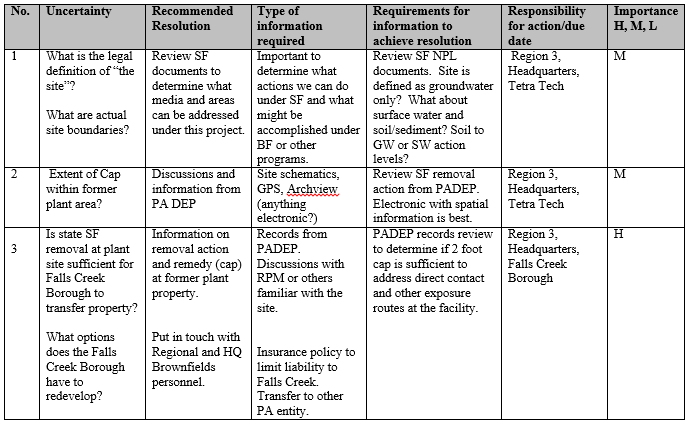 No.
Uncertainty
Recommended
Resolution
Type of
information
required
Requirements for
information to
achieve resolution
Responsibility
for action/due
date
Importance
H, M, L
1
What is the legal
definition of “the
site”?
What are actual
site boundaries?
Review SF
documents to
determine what
media and areas
can be addressed
under this project.
Important to
determine what
actions we can do
under SF and what
might be
accomplished under
BF or other
programs.
Review SF NPL
documents. Site is
defined as groundwater
only? What about
surface water and
soil/sediment? Soil to
GW or SW action
levels?
Region 3,
Headquarters,
Tetra Tech
M
2
Extent of Cap
within former
plant area?
Discussions and
information from
PA DEP
Site schematics,
GPS, Archview
(anything
electronic?)
Review SF removal
action from PADEP.
Electronic with spatial
information is best.
Region 3,
Headquarters,
Tetra Tech
M
3
Is state SF
removal at plant
site sufficient for
Falls Creek
Borough to
transfer property?
What options
does the Falls
Creek Borough
have to
redevelop?
Information on
removal action
and remedy (cap)
at former plant
property.
Put in touch with
Regional and HQ
Brownfields
personnel.
Records from
PADEP.
Discussions with
RPM or others
familiar with the
site.
Insurance policy to
limit liability to
Falls Creek.
Transfer to other
PA entity.
PADEP records review
to determine if 2 foot
cap is sufficient to
address direct contact
and other exposure
routes at the facility.
Region 3,
Headquarters,
Falls Creek
Borough
H